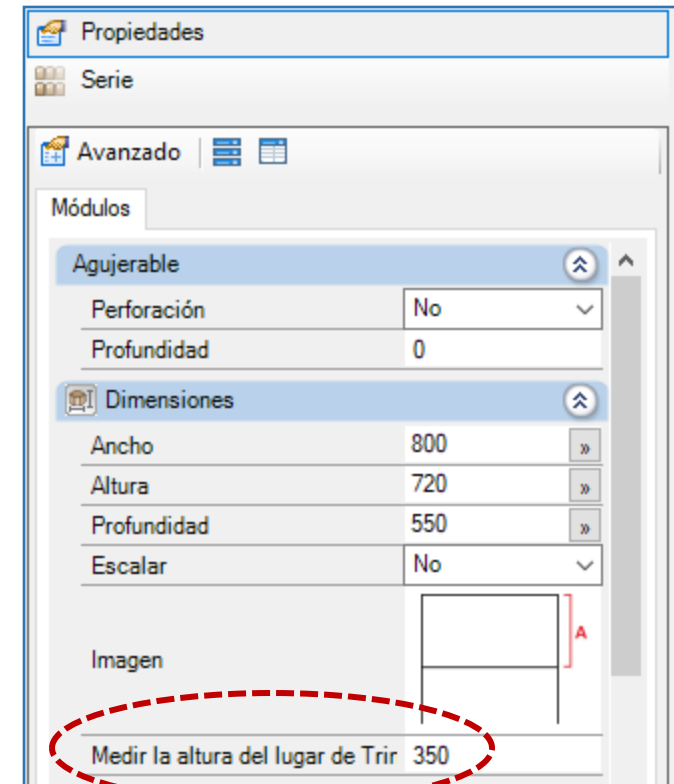 Propiedades
Serie
Avanzado
Módulos
Agujerable
Perforación No
Profundidad 0
Dimensiones
Ancho 800 »
Altura 720 »
Profundidad 550 »
Escalar No
A
Imagen
Medir la altura del lugar de Trir 350